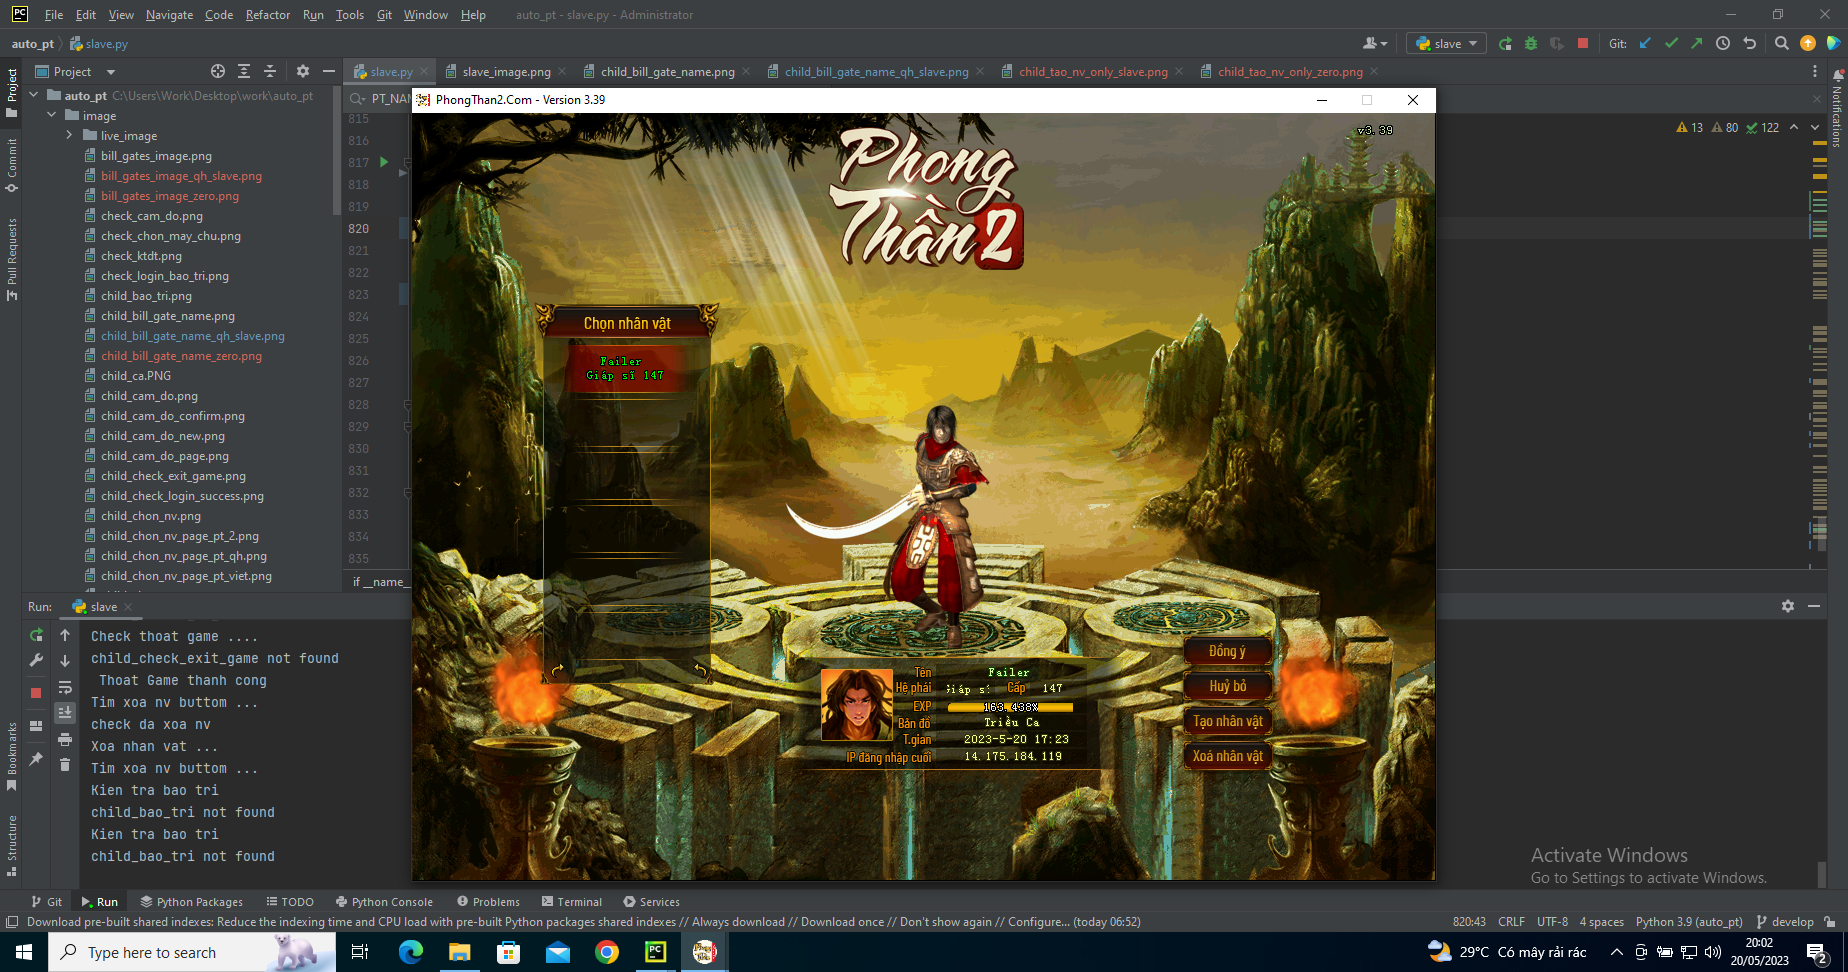 File Edit View Navigate Code Refactor Run Tools Git Window Help auto_pt - slave.py - Administrator
auto_pt slave.py
slave
Git:
Project
slave.py
slave_image.png
child_bill_gate_name.png
child_bill_gate_name_qh_slave.png
child_tao_nv_only_slave.png
child_tao_nv_only_zero.png
Project
Commit
Pull Requests
Bookmarks
Structure
Notifications
auto_pt C:\Users\Work\Desktop\work\auto_pt
image
live_image
bill_gates_image.png
bill_gates_image_qh_slave.png
bill_gates_image_zero.png
check_cam_do.png
check_chon_may_chu.png
check_ktdt.png
check_login_bao_tri.png
child_bao_tri.png
child_bill_gate_name.png
child_bill_gate_name_qh_slave.png
child_bill_gate_name_zero.png
child_ca.PNG
child_cam_do.png
child_cam_do_confirm.png
child_cam_do_new.png
child_cam_do_page.png
child_check_exit_game.png
child_check_login_success.png
child_chon_nv.png
child_chon_nv_page_pt_2.png
child_chon_nv_page_pt_qh.png
child_chon_nv_page_pt_viet.png
PT_NAM
13 80 122
815
816
817
818
819
820
821
822
823
824
825
826
827
828
829
830
831
832
833
834
835
if __name__
PhongThan2.Com - Version 3.39
v3.39
Phong
Thần 2
Chọn nhân vật
Failer
Giáp sĩ 147
Tên Failer
Hệ phái Giáp sĩ Cấp 147
EXP 163.438%
Bản đồ Triều Ca
T.gian 2023-5-20 17:23
IP đăng nhập cuối 14.175.184.119
Đồng ý
Huỷ bỏ
Tạo nhân vật
Xoá nhân vật
Run: slave
Check thoat game ....
child_check_exit_game not found
Thoat Game thanh cong
Tim xoa nv buttom ...
check da xoa nv
Xoa nhan vat ...
Tim xoa nv buttom ...
Kien tra bao tri
child_bao_tri not found
Kien tra bao tri
child_bao_tri not found
Activate Windows
Go to Settings to activate Windows.
Git Run Python Packages TODO Python Console Problems Terminal Services
Download pre-built shared indexes: Reduce the indexing time and CPU load with pre-built Python packages shared indexes // Always download // Download once // Don't show again // Configure... (today 06:52)
820:43 CRLF UTF-8 4 spaces Python 3.9 (auto_pt) develop
Type here to search
29°C Có mây rải rác
20:02
20/05/2023
2